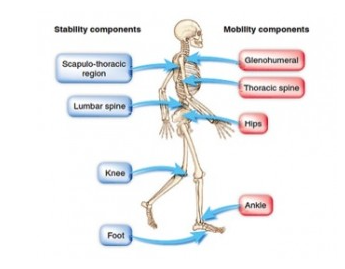 Stability components
Mobility components
Scapulo-thoracic
region
Glenohumeral
Thoracic spine
Lumbar spine
Hips
Knee
Ankle
Foot